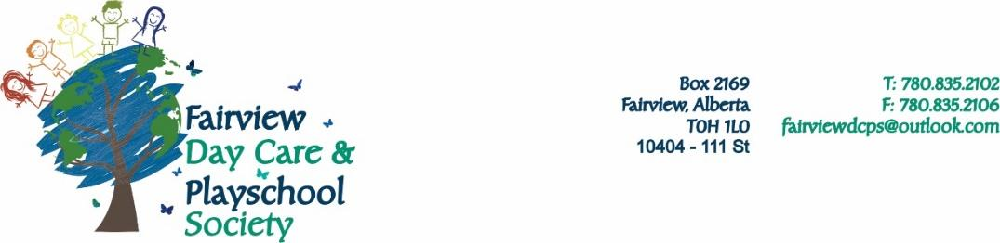 Fairview
Day Care &
Playschool
Society
Box 2169
Fairview, Alberta
T0H 1L0
10404 - 111 St
T: 780.835.2102
F: 780.835.2106
fairviewdcps@outlook.com